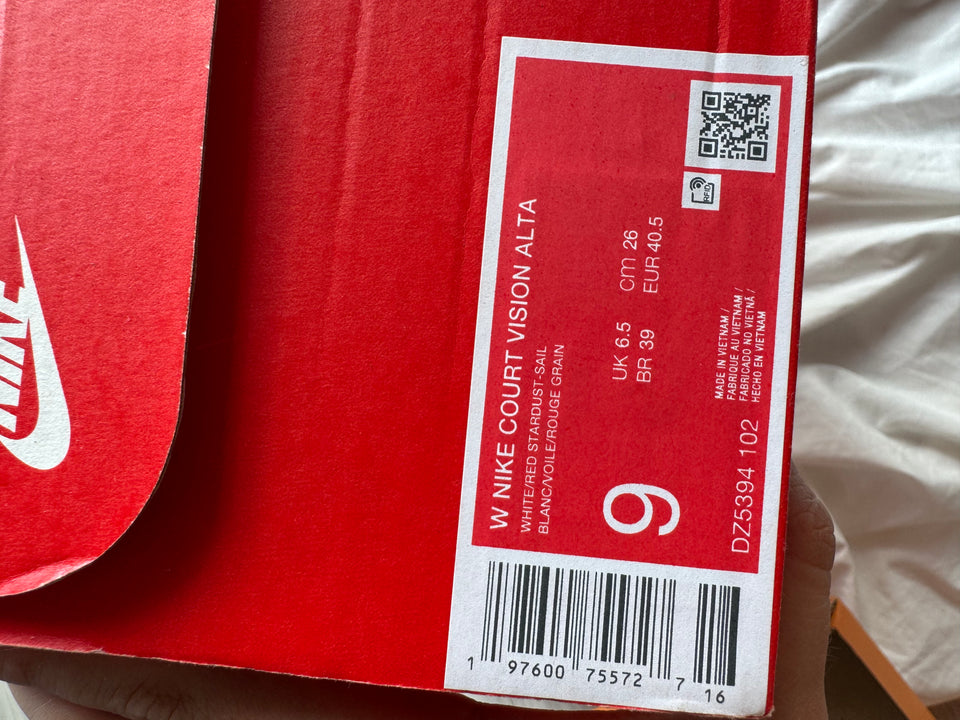 NIKE
W NIKE COURT VISION ALTA
WHITE/RED STARDUST-SAIL
BLANC/VOILE/ROUGE GRAIN
9
UK 6.5
cm 26
BR 39
EUR 40.5
RFID
DZ5394 102
MADE IN VIETNAM /
FABRIQUE AU VIETNAM /
FABRICADO NO VIETNÃ /
HECHO EN VIETNAM
1 97600 75572 7 16